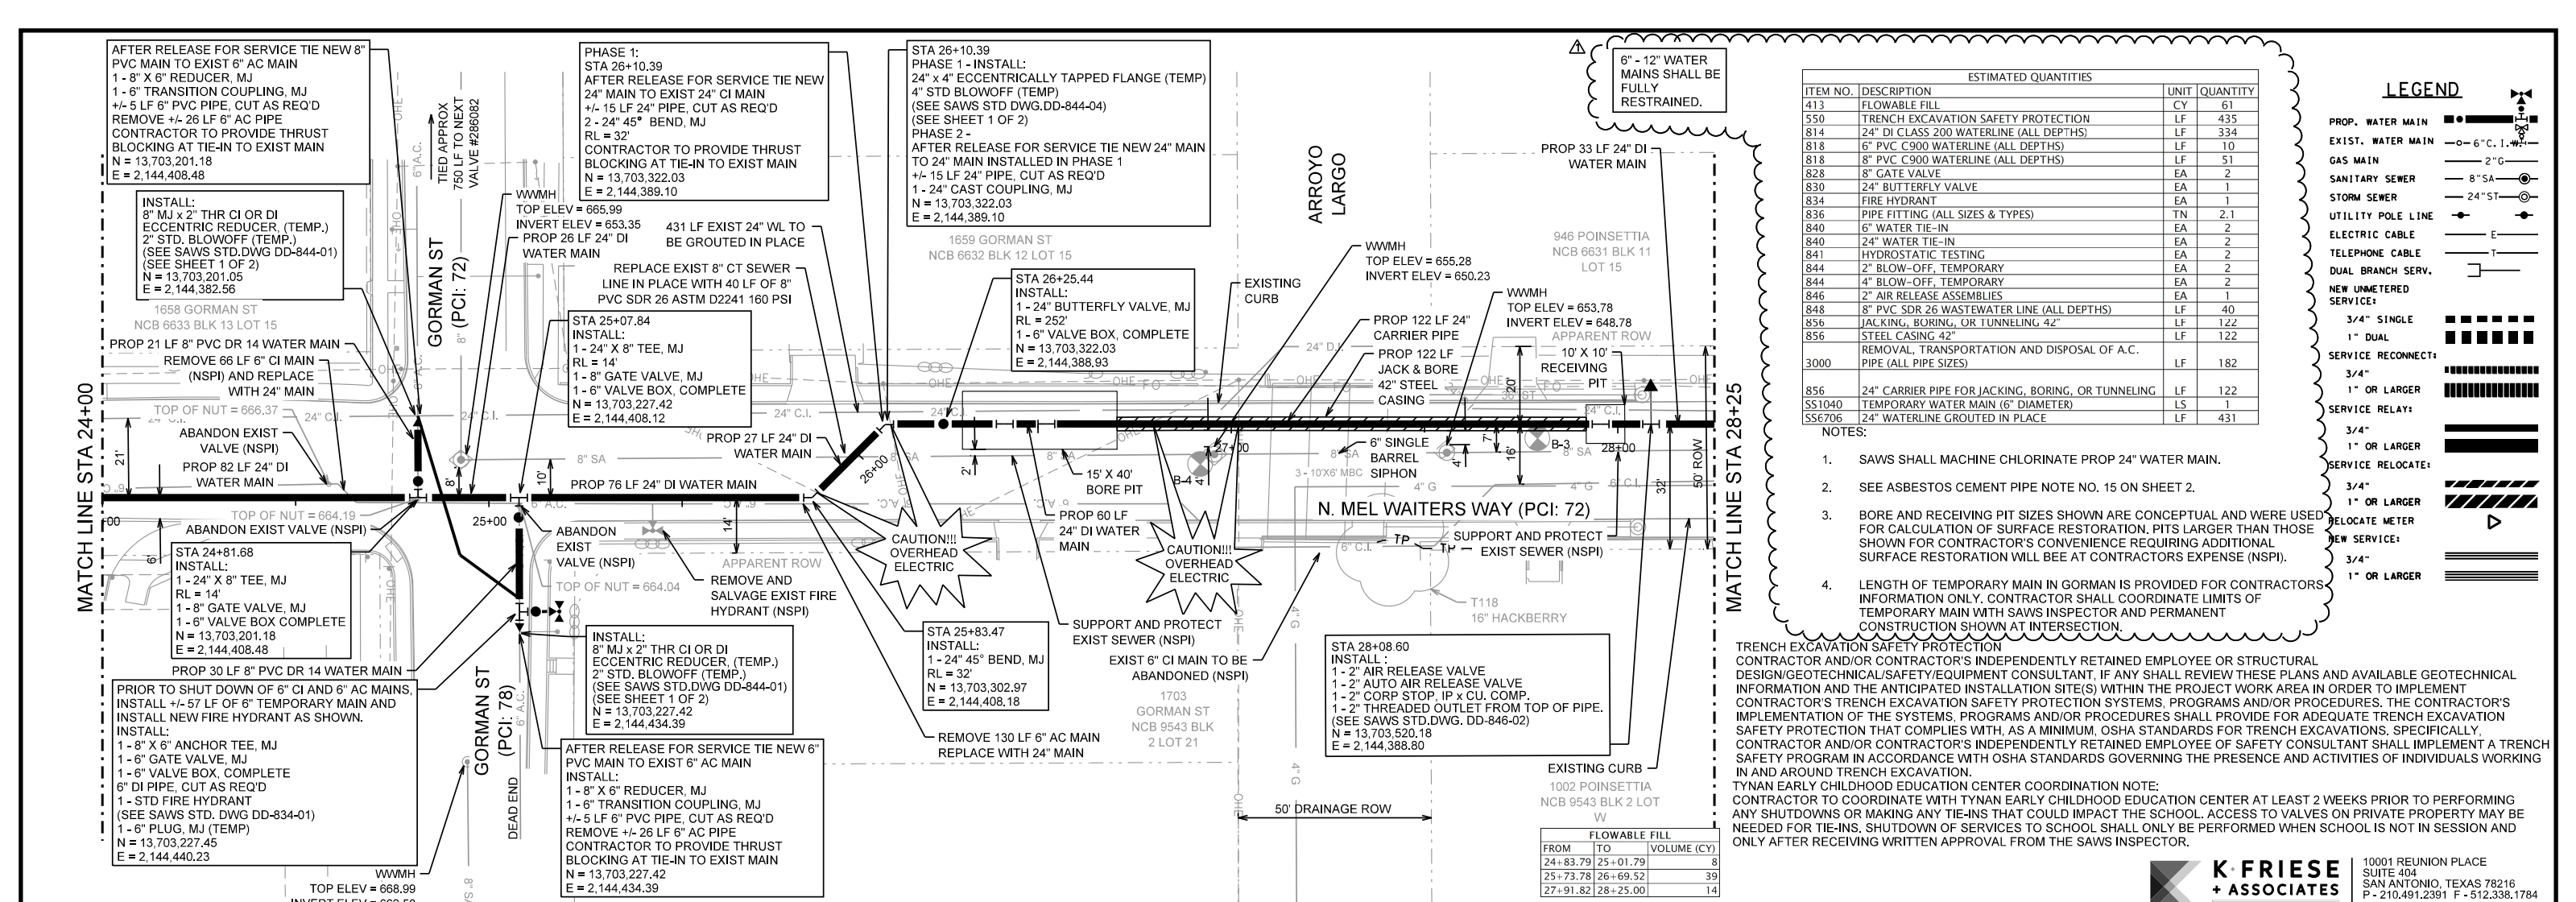 AFTER RELEASE FOR SERVICE TIE NEW 8"
PVC MAIN TO EXIST 6" AC MAIN
1 - 8" X 6" REDUCER, MJ
1 - 6" TRANSITION COUPLING, MJ
+/- 5 LF 6" PVC PIPE, CUT AS REQ'D
REMOVE +/- 26 LF 6" AC PIPE
CONTRACTOR TO PROVIDE THRUST
BLOCKING AT TIE-IN TO EXIST MAIN
N = 13,703,201.18
E = 2,144,408.48
INSTALL:
8" MJ x 2" THR CI OR DI
ECCENTRIC REDUCER, (TEMP.)
2" STD. BLOWOFF (TEMP.)
(SEE SAWS STD.DWG DD-844-01)
(SEE SHEET 1 OF 2)
N = 13,703,201.05
E = 2,144,382.56
1658 GORMAN ST
NCB 6633 BLK 13 LOT 15
PROP 21 LF 8" PVC DR 14 WATER MAIN
REMOVE 66 LF 6" CI MAIN
(NSPI) AND REPLACE
WITH 24" MAIN
TOP OF NUT = 666.37
ABANDON EXIST
VALVE (NSPI)
PROP 82 LF 24" DI
WATER MAIN
TOP OF NUT = 664.19
ABANDON EXIST VALVE (NSPI)
MATCH LINE STA 24+00
21'
6'
STA 24+81.68
INSTALL:
1 - 24" X 8" TEE, MJ
RL = 14'
1 - 8" GATE VALVE, MJ
1 - 6" VALVE BOX COMPLETE
N = 13,703,201.18
E = 2,144,408.48
PROP 30 LF 8" PVC DR 14 WATER MAIN
PRIOR TO SHUT DOWN OF 6" CI AND 6" AC MAINS,
INSTALL +/- 57 LF OF 6" TEMPORARY MAIN AND
INSTALL NEW FIRE HYDRANT AS SHOWN.
INSTALL:
1 - 8" X 6" ANCHOR TEE, MJ
1 - 6" GATE VALVE, MJ
1 - 6" VALVE BOX, COMPLETE
6" DI PIPE, CUT AS REQ'D
1 - STD FIRE HYDRANT
(SEE SAWS STD. DWG DD-834-01)
1 - 6" PLUG, MJ (TEMP)
N = 13,703,227.45
E = 2,144,440.23
WWMH
TOP ELEV = 668.99
TIED APPROX
750 LF TO NEXT
VALVE #286082
6" A.C.
GORMAN ST
(PCI: 72)
8"
OHE
WWMH
TOP ELEV = 665.99
INVERT ELEV = 653.35
PROP 26 LF 24" DI
WATER MAIN
PHASE 1:
STA 26+10.39
AFTER RELEASE FOR SERVICE TIE NEW
24" MAIN TO EXIST 24" CI MAIN
+/- 15 LF 24" PIPE, CUT AS REQ'D
2 - 24" 45° BEND, MJ
RL = 32'
CONTRACTOR TO PROVIDE THRUST
BLOCKING AT TIE-IN TO EXIST MAIN
N = 13,703,322.03
E = 2,144,389.10
431 LF EXIST 24" WL TO
BE GROUTED IN PLACE
REPLACE EXIST 8" CT SEWER
LINE IN PLACE WITH 40 LF OF 8"
PVC SDR 26 ASTM D2241 160 PSI
STA 25+07.84
INSTALL:
1 - 24" X 8" TEE, MJ
RL = 14'
1 - 8" GATE VALVE, MJ
1 - 6" VALVE BOX, COMPLETE
N = 13,703,227.42
E = 2,144,408.12
PROP 27 LF 24" DI
WATER MAIN
24" C.I.
8" SA
8'
10'
PROP 76 LF 24" DI WATER MAIN
25+00
26+00
6" A.C.
14'
ABANDON
EXIST
VALVE (NSPI)
TOP OF NUT = 664.04
APPARENT ROW
REMOVE AND
SALVAGE EXIST FIRE
HYDRANT (NSPI)
INSTALL:
8" MJ x 2" THR CI OR DI
ECCENTRIC REDUCER, (TEMP.)
2" STD. BLOWOFF (TEMP.)
(SEE SAWS STD.DWG DD-844-01)
(SEE SHEET 1 OF 2)
N = 13,703,227.42
E = 2,144,434.39
GORMAN ST
(PCI: 78)
6" A.C.
DEAD END
AFTER RELEASE FOR SERVICE TIE NEW 6"
PVC MAIN TO EXIST 6" AC MAIN
INSTALL:
1 - 8" X 6" REDUCER, MJ
1 - 6" TRANSITION COUPLING, MJ
+/- 5 LF 6" PVC PIPE, CUT AS REQ'D
REMOVE +/- 26 LF 6" AC PIPE
CONTRACTOR TO PROVIDE THRUST
BLOCKING AT TIE-IN TO EXIST MAIN
N = 13,703,227.42
E = 2,144,434.39
STA 26+10.39
PHASE 1 - INSTALL:
24" x 4" ECCENTRICALLY TAPPED FLANGE (TEMP)
4" STD BLOWOFF (TEMP)
(SEE SAWS STD DWG.DD-844-04)
(SEE SHEET 1 OF 2)
PHASE 2 -
AFTER RELEASE FOR SERVICE TIE NEW 24" MAIN
TO 24" MAIN INSTALLED IN PHASE 1
+/- 15 LF 24" PIPE, CUT AS REQ'D
1 - 24" CAST COUPLING, MJ
N = 13,703,322.03
E = 2,144,389.10
1659 GORMAN ST
NCB 6632 BLK 12 LOT 15
STA 26+25.44
INSTALL:
1 - 24" BUTTERFLY VALVE, MJ
RL = 252'
1 - 6" VALVE BOX, COMPLETE
N = 13,703,322.03
E = 2,144,388.93
2'
15' X 40'
BORE PIT
PROP 60 LF
24" DI WATER
MAIN
CAUTION!!!
OVERHEAD
ELECTRIC
CAUTION!!!
OVERHEAD
ELECTRIC
SUPPORT AND PROTECT
EXIST SEWER (NSPI)
EXIST 6" CI MAIN TO BE
ABANDONED (NSPI)
STA 25+83.47
INSTALL:
1 - 24" 45° BEND, MJ
RL = 32'
N = 13,703,302.97
E = 2,144,408.18
REMOVE 130 LF 6" AC MAIN
REPLACE WITH 24" MAIN
1703
GORMAN ST
NCB 9543 BLK
2 LOT 21
ARROYO
LARGO
EXISTING
CURB
WWMH
TOP ELEV = 655.28
INVERT ELEV = 650.23
946 POINSETTIA
NCB 6631 BLK 11
LOT 15
PROP 33 LF 24" DI
WATER MAIN
WWMH
TOP ELEV = 653.78
INVERT ELEV = 648.78
APPARENT ROW
PROP 122 LF 24"
CARRIER PIPE
PROP 122 LF
JACK & BORE
42" STEEL
CASING
10' X 10'
RECEIVING
PIT
20'
6" SINGLE
BARREL
SIPHON
3 - 10'X6' MBC
27+00
28+00
B-4
B-3
4'
4'
7'
16'
32'
50' ROW
4" G
6" C.I.
N. MEL WAITERS WAY (PCI: 72)
SUPPORT AND PROTECT
EXIST SEWER (NSPI)
TP
T118
16" HACKBERRY
STA 28+08.60
INSTALL :
1 - 2" AIR RELEASE VALVE
1 - 2" AUTO AIR RELEASE VALVE
1 - 2" CORP STOP, IP x CU. COMP.
1 - 2" THREADED OUTLET FROM TOP OF PIPE.
(SEE SAWS STD.DWG. DD-846-02)
N = 13,703,520.18
E = 2,144,388.80
EXISTING CURB
1002 POINSETTIA
NCB 9543 BLK 2 LOT
W
50' DRAINAGE ROW
FLOWABLE FILL
FROM TO VOLUME (CY)
24+83.79 25+01.79 8
25+73.78 26+69.52 39
27+91.82 28+25.00 14
MATCH LINE STA 28+25
6" - 12" WATER
MAINS SHALL BE
FULLY
RESTRAINED.
ESTIMATED QUANTITIES
ITEM NO. DESCRIPTION UNIT QUANTITY
413 FLOWABLE FILL CY 61
550 TRENCH EXCAVATION SAFETY PROTECTION LF 435
814 24" DI CLASS 200 WATERLINE (ALL DEPTHS) LF 334
818 6" PVC C900 WATERLINE (ALL DEPTHS) LF 10
818 8" PVC C900 WATERLINE (ALL DEPTHS) LF 51
828 8" GATE VALVE EA 2
830 24" BUTTERFLY VALVE EA 1
834 FIRE HYDRANT EA 1
836 PIPE FITTING (ALL SIZES & TYPES) TN 2.1
840 6" WATER TIE-IN EA 2
840 24" WATER TIE-IN EA 2
841 HYDROSTATIC TESTING EA 2
844 2" BLOW-OFF, TEMPORARY EA 2
844 4" BLOW-OFF, TEMPORARY EA 2
846 2" AIR RELEASE ASSEMBLIES EA 1
848 8" PVC SDR 26 WASTEWATER LINE (ALL DEPTHS) LF 40
856 JACKING, BORING, OR TUNNELING 42" LF 122
856 STEEL CASING 42" LF 122
3000 REMOVAL, TRANSPORTATION AND DISPOSAL OF A.C.
PIPE (ALL PIPE SIZES) LF 182
856 24" CARRIER PIPE FOR JACKING, BORING, OR TUNNELING LF 122
SS1040 TEMPORARY WATER MAIN (6" DIAMETER) LS 1
SS6706 24" WATERLINE GROUTED IN PLACE LF 431
NOTES:
1. SAWS SHALL MACHINE CHLORINATE PROP 24" WATER MAIN.
2. SEE ASBESTOS CEMENT PIPE NOTE NO. 15 ON SHEET 2.
3. BORE AND RECEIVING PIT SIZES SHOWN ARE CONCEPTUAL AND WERE USED
FOR CALCULATION OF SURFACE RESTORATION. PITS LARGER THAN THOSE
SHOWN FOR CONTRACTOR'S CONVENIENCE REQUIRING ADDITIONAL
SURFACE RESTORATION WILL BEE AT CONTRACTORS EXPENSE (NSPI).
4. LENGTH OF TEMPORARY MAIN IN GORMAN IS PROVIDED FOR CONTRACTORS
INFORMATION ONLY. CONTRACTOR SHALL COORDINATE LIMITS OF
TEMPORARY MAIN WITH SAWS INSPECTOR AND PERMANENT
CONSTRUCTION SHOWN AT INTERSECTION.
TRENCH EXCAVATION SAFETY PROTECTION
CONTRACTOR AND/OR CONTRACTOR'S INDEPENDENTLY RETAINED EMPLOYEE OR STRUCTURAL
DESIGN/GEOTECHNICAL/SAFETY/EQUIPMENT CONSULTANT, IF ANY SHALL REVIEW THESE PLANS AND AVAILABLE GEOTECHNICAL
INFORMATION AND THE ANTICIPATED INSTALLATION SITE(S) WITHIN THE PROJECT WORK AREA IN ORDER TO IMPLEMENT
CONTRACTOR'S TRENCH EXCAVATION SAFETY PROTECTION SYSTEMS, PROGRAMS AND/OR PROCEDURES. THE CONTRACTOR'S
IMPLEMENTATION OF THE SYSTEMS, PROGRAMS AND/OR PROCEDURES SHALL PROVIDE FOR ADEQUATE TRENCH EXCAVATION
SAFETY PROTECTION THAT COMPLIES WITH, AS A MINIMUM, OSHA STANDARDS FOR TRENCH EXCAVATIONS. SPECIFICALLY,
CONTRACTOR AND/OR CONTRACTOR'S INDEPENDENTLY RETAINED EMPLOYEE OF SAFETY CONSULTANT SHALL IMPLEMENT A TRENCH
SAFETY PROGRAM IN ACCORDANCE WITH OSHA STANDARDS GOVERNING THE PRESENCE AND ACTIVITIES OF INDIVIDUALS WORKING
IN AND AROUND TRENCH EXCAVATION.
TYNAN EARLY CHILDHOOD EDUCATION CENTER COORDINATION NOTE:
CONTRACTOR TO COORDINATE WITH TYNAN EARLY CHILDHOOD EDUCATION CENTER AT LEAST 2 WEEKS PRIOR TO PERFORMING
ANY SHUTDOWNS OR MAKING ANY TIE-INS THAT COULD IMPACT THE SCHOOL. ACCESS TO VALVES ON PRIVATE PROPERTY MAY BE
NEEDED FOR TIE-INS. SHUTDOWN OF SERVICES TO SCHOOL SHALL ONLY BE PERFORMED WHEN SCHOOL IS NOT IN SESSION AND
ONLY AFTER RECEIVING WRITTEN APPROVAL FROM THE SAWS INSPECTOR.
LEGEND
PROP. WATER MAIN
EXIST. WATER MAIN 6"C.I.W.
GAS MAIN 2"G
SANITARY SEWER 8"SA
STORM SEWER 24"ST
UTILITY POLE LINE
ELECTRIC CABLE E
TELEPHONE CABLE T
DUAL BRANCH SERV.
NEW UNMETERED
SERVICE:
3/4" SINGLE
1" DUAL
SERVICE RECONNECT:
3/4"
1" OR LARGER
SERVICE RELAY:
3/4"
1" OR LARGER
SERVICE RELOCATE:
3/4"
1" OR LARGER
RELOCATE METER
NEW SERVICE:
3/4"
1" OR LARGER
K FRIESE
+ ASSOCIATES
10001 REUNION PLACE
SUITE 404
SAN ANTONIO, TEXAS 78216
P - 210.491.2391 F - 512.338.1784